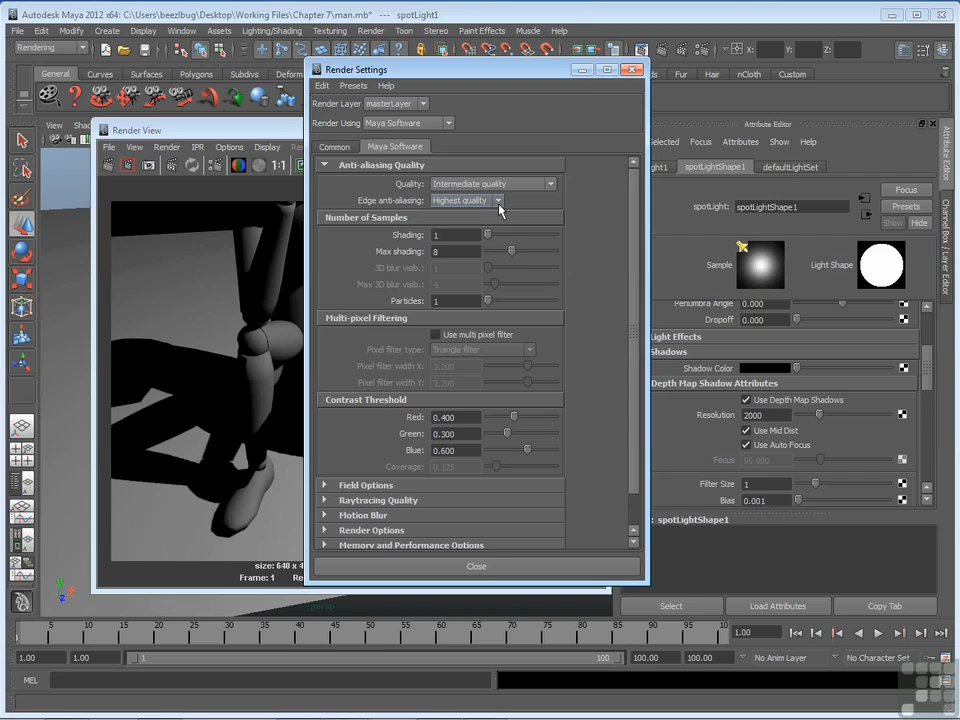 Autodesk Maya 2012 x64: C:\Users\beezlbug\Desktop\Working Files\Chapter 7\man.mb* --- spotLight1
File Edit Modify Create Display Window Assets Lighting/Shading Texturing Render Toon Stereo Paint Effects Muscle Help
Rendering X: Y: Z:
General Curves Surfaces Polygons Subdivs Deform Fur Hair nCloth Custom
Render Settings
Edit Presets Help
Render Layer masterLayer
Render Using Maya Software
Common Maya Software
Anti-aliasing Quality
Quality: Intermediate quality
Edge anti-aliasing: Highest quality
Number of Samples
Shading: 1
Max shading: 8
3D blur visib.: 1
Max 3D blur visib.: 4
Particles: 1
Multi-pixel Filtering
Use multi pixel filter
Pixel filter type: Triangle filter
Pixel filter width X: 2.200
Pixel filter width Y: 2.200
Contrast Threshold
Red: 0.400
Green: 0.300
Blue: 0.600
Coverage: 0.125
Field Options
Raytracing Quality
Motion Blur
Render Options
Memory and Performance Options
Close
View
Render View
File View Render IPR Options Display
1:1
size: 640 x 4
Frame: 1
persp
Attribute Editor
Focus Attributes Show Help
spotLightShape1 defaultLightSet
spotLight: spotLightShape1
Focus
Presets
Show Hide
Sample Light Shape
Penumbra Angle 0.000
Dropoff 0.000
Light Effects
Shadows
Shadow Color
Depth Map Shadow Attributes
Use Depth Map Shadows
Resolution 2000
Use Mid Dist
Use Auto Focus
Focus 90.000
Filter Size 1
Bias 0.001
spotLightShape1
Select Load Attributes Copy Tab
Attribute Editor
Channel Box / Layer Editor
5 15 20 25 30 35 40 45 50 55 60 65 70 75 80 85 90 95 10 1.00
1.00 1.00 1 100 100.00 100.00 No Anim Layer No Character Set
MEL